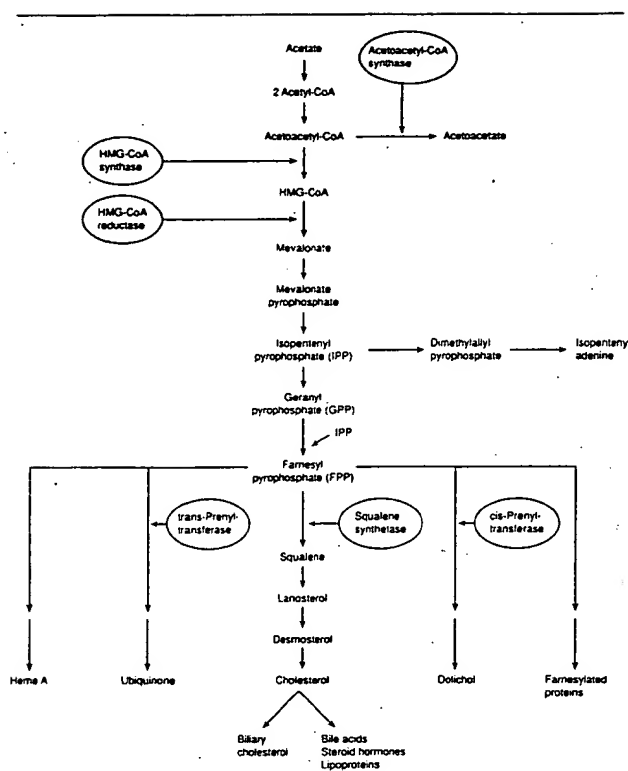 Acetate
Acetoacetyl-CoA
synthase
2 Acetyl-CoA
Acetoacetyl-CoA
Acetoacetate
HMG-CoA
synthase
HMG-CoA
HMG-CoA
reductase
Mevalonate
Mevalonate
pyrophosphate
Isopentenyl
pyrophosphate (IPP)
Dimethylallyl
pyrophosphate
Isopenteny
adenine
Geranyl
pyrophosphate (GPP)
IPP
Farnesyl
pyrophosphate (FPP)
trans-Prenyl-
transferase
Squalene
synthetase
cis-Prenyl-
transferase
Squalene
Lanosterol
Desmosterol
Heme A
Ubiquinone
Cholesterol
Dolichol
Farnesylated
proteins
Biliary
cholesterol
Bile acids
Steroid hormones
Lipoproteins